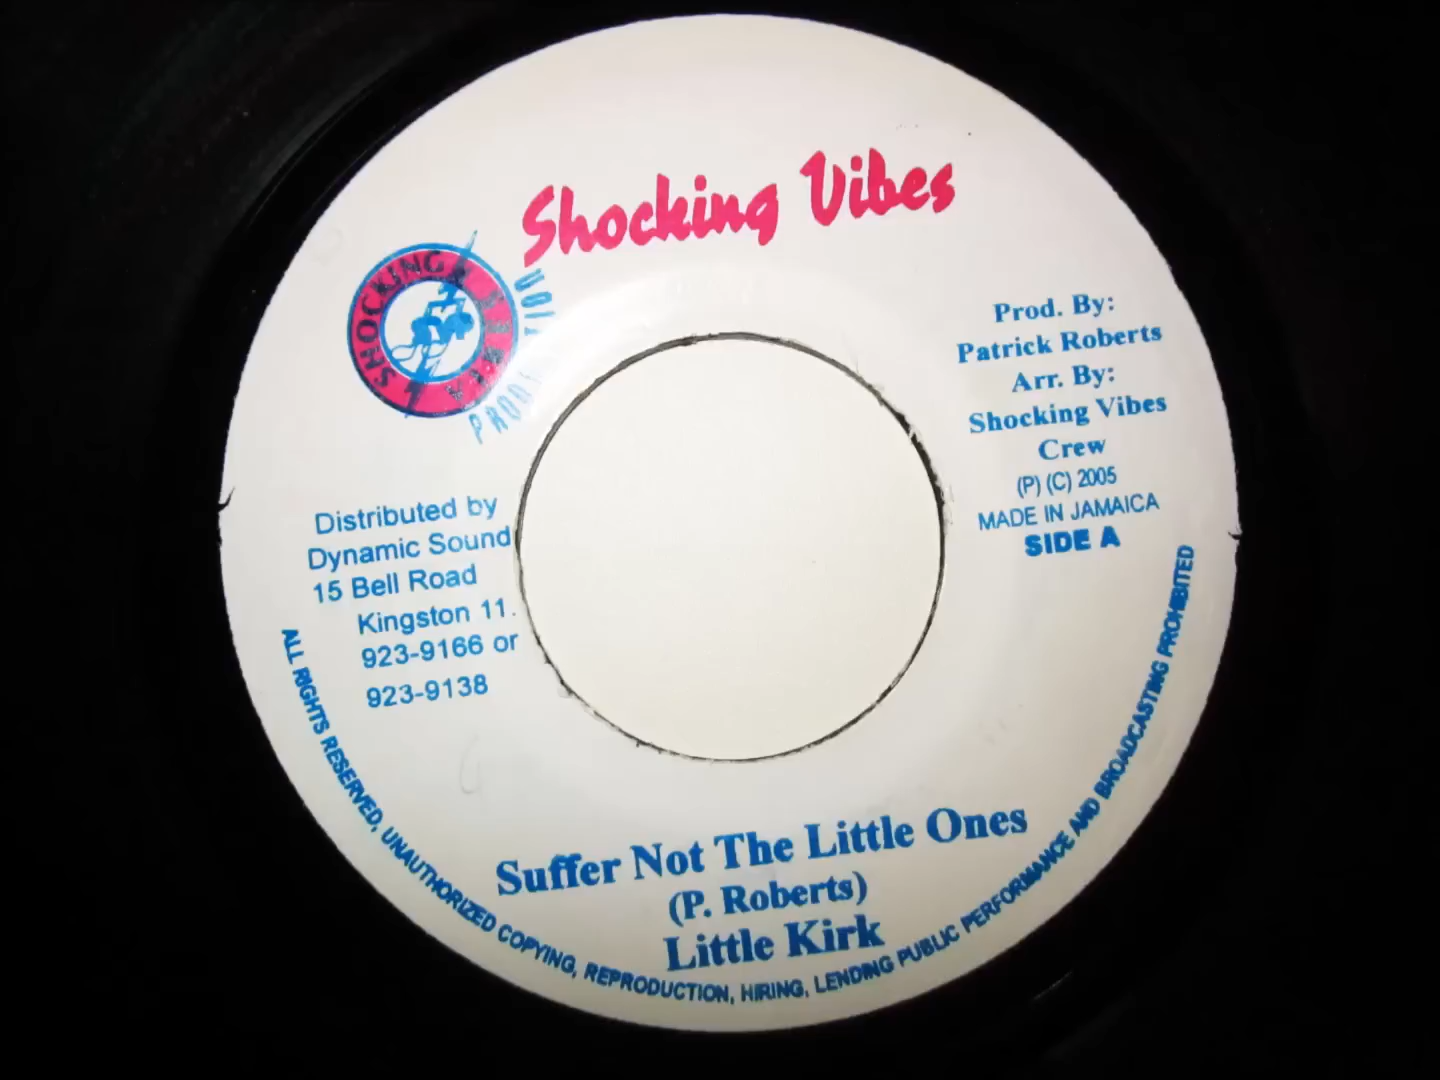 Shocking Vibes
SHOCKING
Prod. By:
Patrick Roberts
Arr. By:
Shocking Vibes
Crew
(P) (C) 2005
MADE IN JAMAICA
SIDE A
Distributed by
Dynamic Sound
15 Bell Road
Kingston 11.
923-9166 or
923-9138
Suffer Not The Little Ones
(P. Roberts)
Little Kirk
ALL RIGHTS RESERVED, UNAUTHORIZED COPYING, REPRODUCTION, HIRING, LENDING PUBLIC PERFORMANCE AND BROADCASTING PROHIBITED